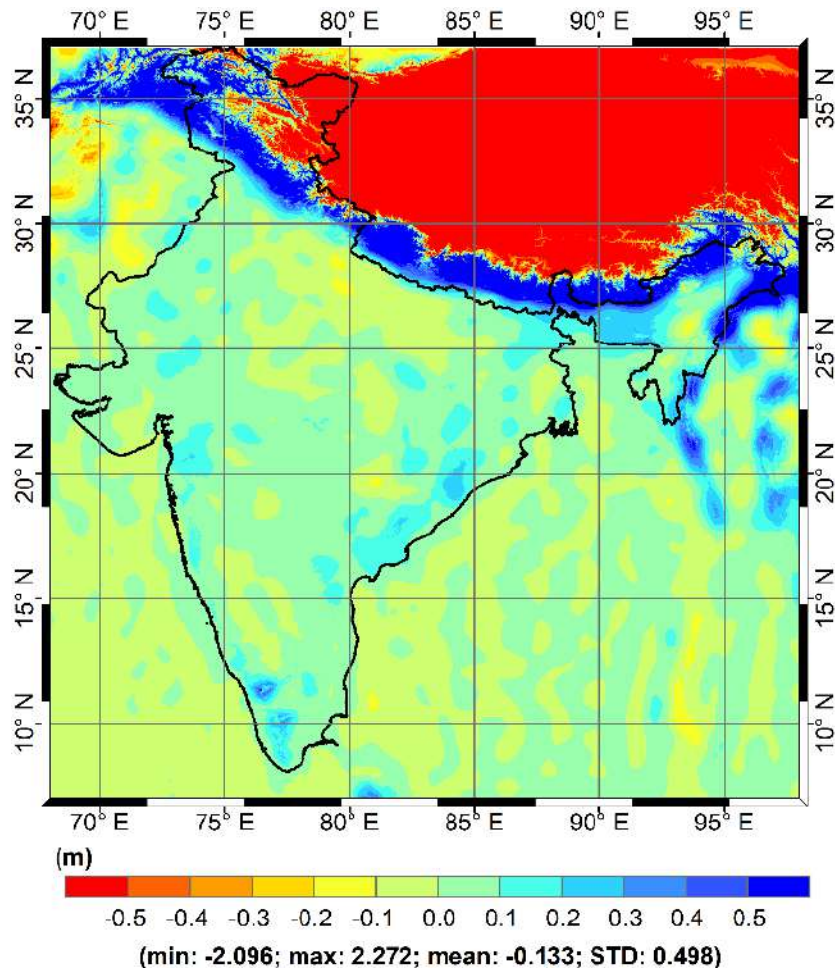 70° E 75° E 80° E 85° E 90° E 95° E
35° N 35° N
30° N 30° N
25° N 25° N
20° N 20° N
15° N 15° N
10° N 10° N
70° E 75° E 80° E 85° E 90° E 95° E
(m)
-0.5 -0.4 -0.3 -0.2 -0.1 0.0 0.1 0.2 0.3 0.4 0.5
(min: -2.096; max: 2.272; mean: -0.133; STD: 0.498)